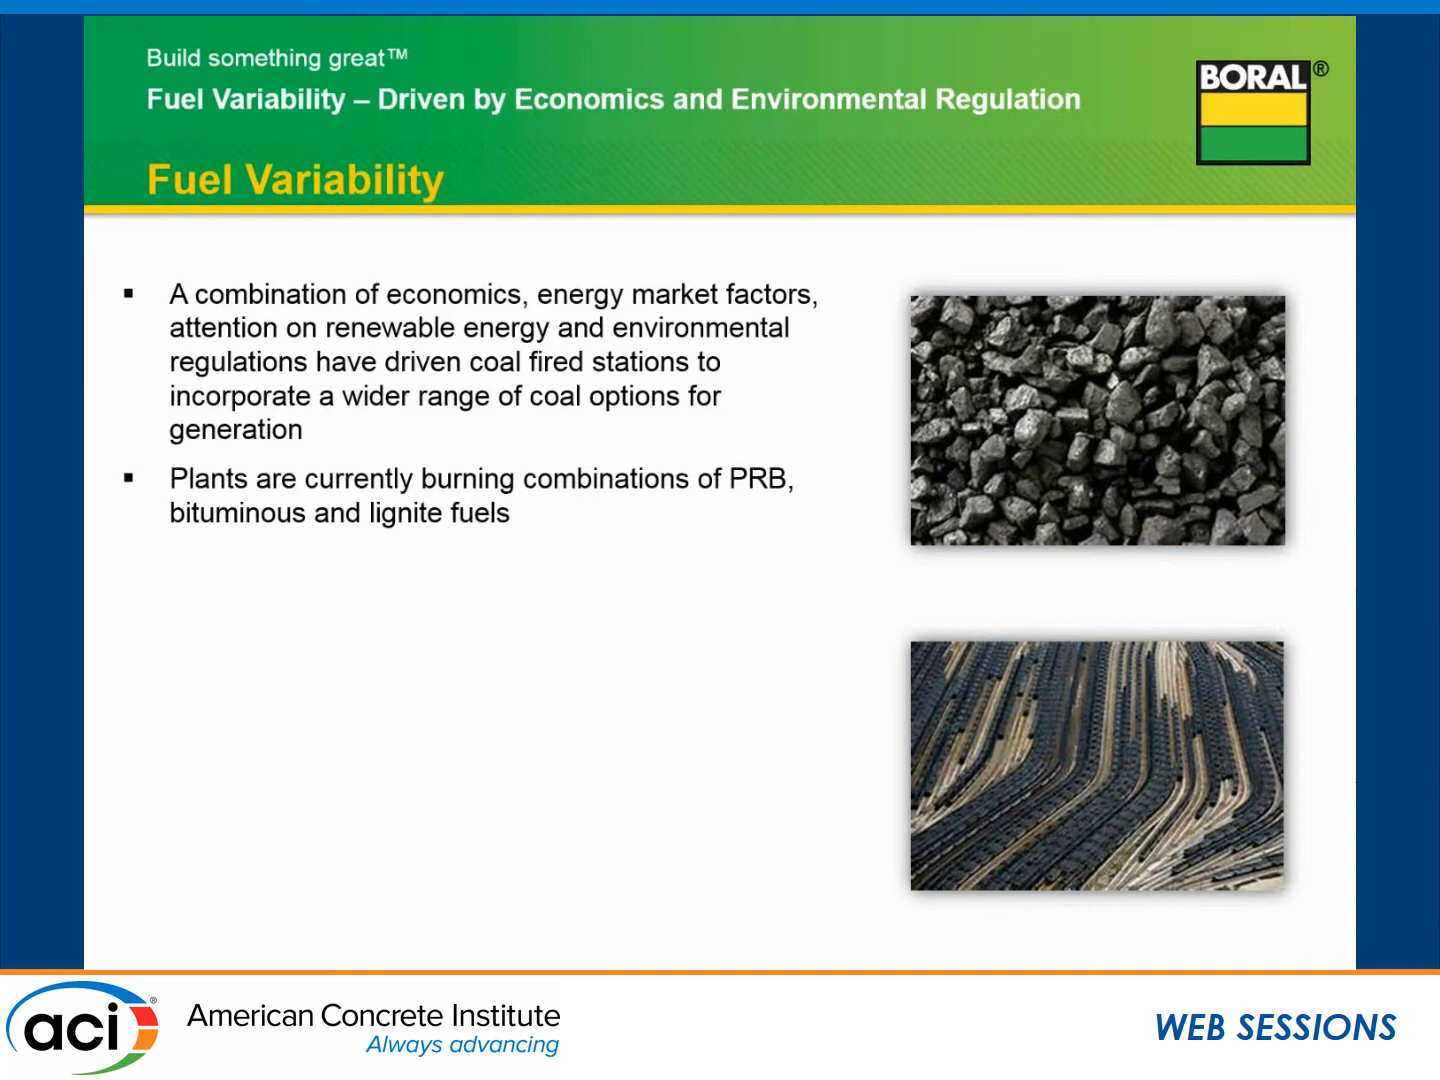 Build something great™
Fuel Variability – Driven by Economics and Environmental Regulation
BORAL®
Fuel Variability
▪ A combination of economics, energy market factors,
attention on renewable energy and environmental
regulations have driven coal fired stations to
incorporate a wider range of coal options for
generation
▪ Plants are currently burning combinations of PRB,
bituminous and lignite fuels
aci®
American Concrete Institute
Always advancing
WEB SESSIONS